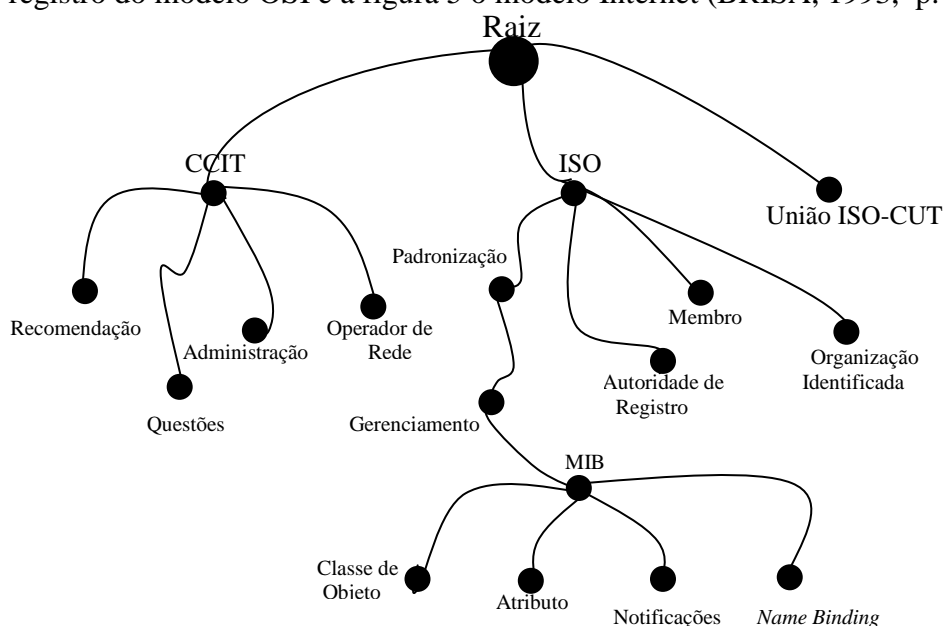 registro do modelo OSI e a figura 5 o modelo Internet (BRISA, 1993, p.
Raiz
CCIT
ISO
União ISO-CUT
Padronização
Recomendação
Administração
Operador de
Rede
Membro
Organização
Identificada
Autoridade de
Registro
Questões
Gerenciamento
MIB
Classe de
Objeto
Atributo
Notificações
Name Binding